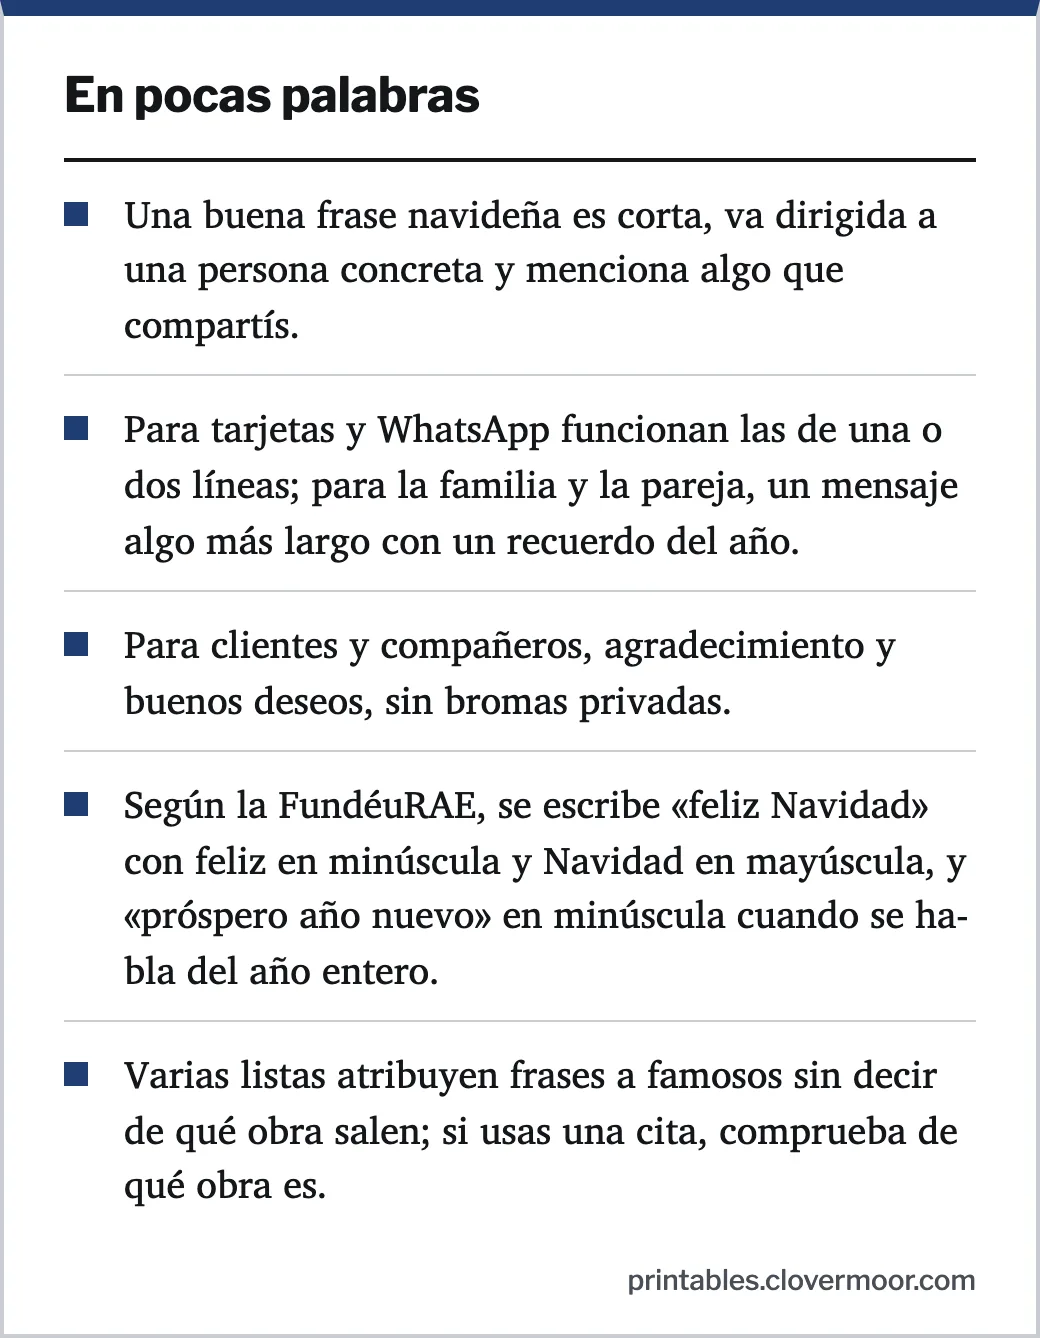 En pocas palabras
Una buena frase navideña es corta, va dirigida a
una persona concreta y menciona algo que
compartís.
Para tarjetas y WhatsApp funcionan las de una o
dos líneas; para la familia y la pareja, un mensaje
algo más largo con un recuerdo del año.
Para clientes y compañeros, agradecimiento y
buenos deseos, sin bromas privadas.
Según la FundéuRAE, se escribe «feliz Navidad»
con feliz en minúscula y Navidad en mayúscula, y
«próspero año nuevo» en minúscula cuando se ha-
bla del año entero.
Varias listas atribuyen frases a famosos sin decir
de qué obra salen; si usas una cita, comprueba de
qué obra es.
printables.clovermoor.com